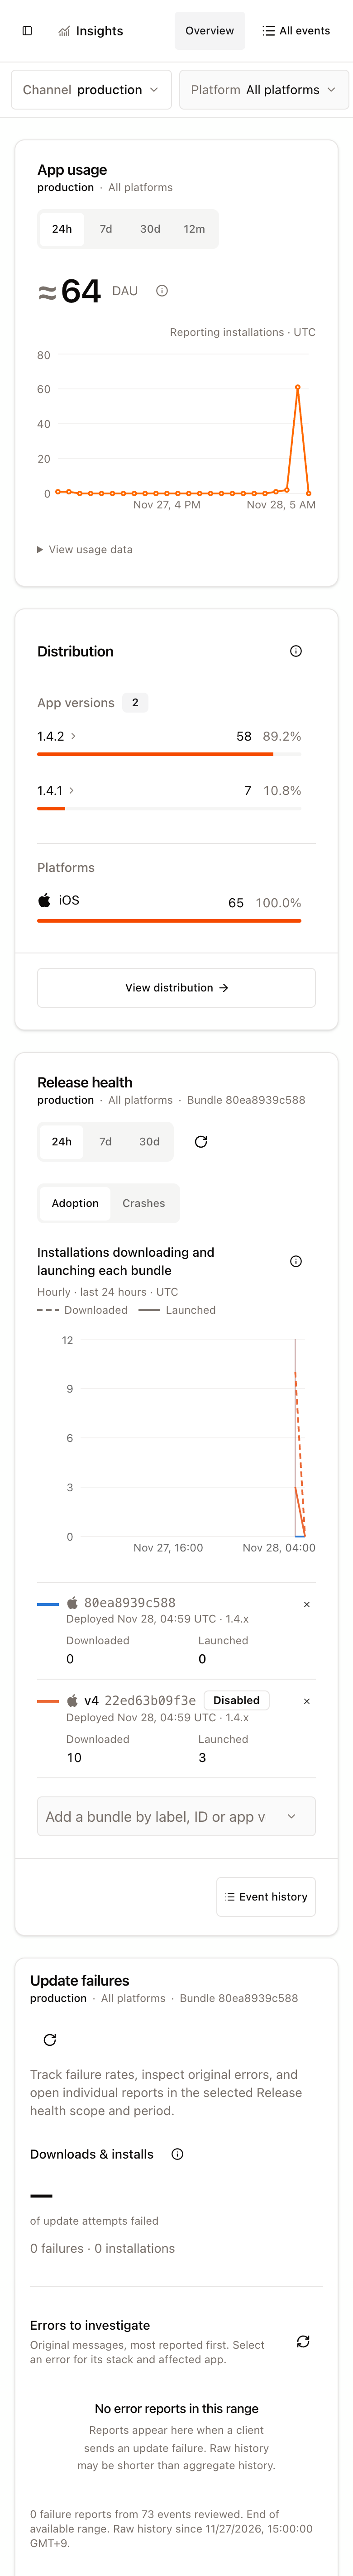 Insights
Overview
All events
Channel production
Platform All platforms
App usage
production · All platforms
24h 7d 30d 12m
≈64 DAU
Reporting installations · UTC
80
60
40
20
0
Nov 27, 4 PM Nov 28, 5 AM
View usage data
Distribution
App versions 2
1.4.2 58 89.2%
1.4.1 7 10.8%
Platforms
iOS 65 100.0%
View distribution →
Release health
production · All platforms · Bundle 80ea8939c588
24h 7d 30d
Adoption Crashes
Installations downloading and
launching each bundle
Hourly · last 24 hours · UTC
Downloaded Launched
12
9
6
3
0
Nov 27, 16:00 Nov 28, 04:00
80ea8939c588
Deployed Nov 28, 04:59 UTC · 1.4.x
Downloaded Launched
0 0
v4 22ed63b09f3e Disabled
Deployed Nov 28, 04:59 UTC · 1.4.x
Downloaded Launched
10 3
Add a bundle by label, ID or app v
Event history
Update failures
production · All platforms · Bundle 80ea8939c588
Track failure rates, inspect original errors, and
open individual reports in the selected Release
health scope and period.
Downloads & installs
—
of update attempts failed
0 failures · 0 installations
Errors to investigate
Original messages, most reported first. Select
an error for its stack and affected app.
No error reports in this range
Reports appear here when a client
sends an update failure. Raw history
may be shorter than aggregate history.
0 failure reports from 73 events reviewed. End of
available range. Raw history since 11/27/2026, 15:00:00
GMT+9.